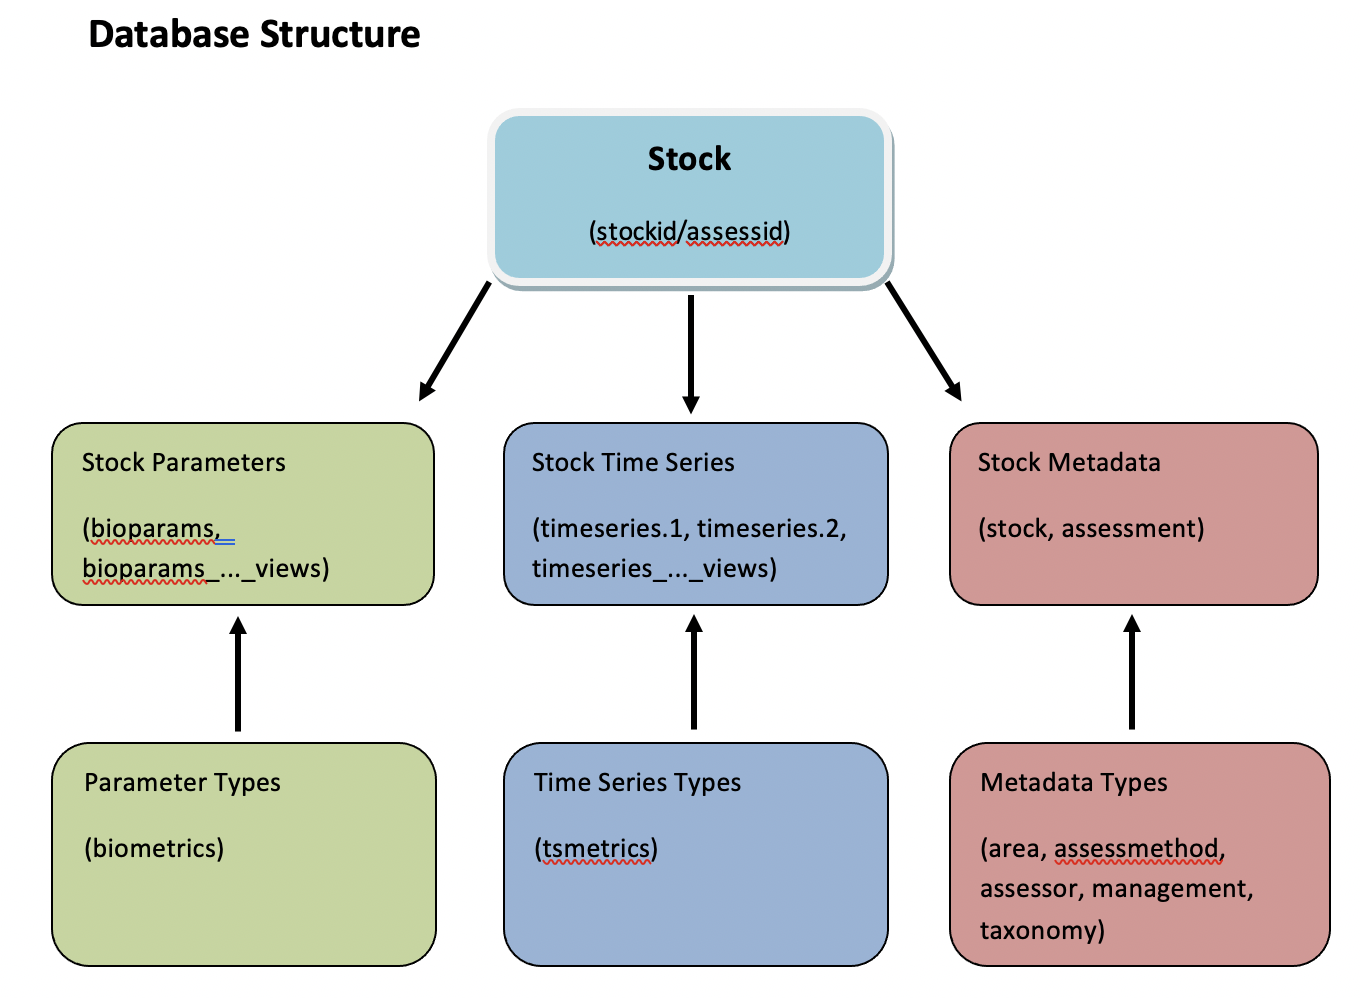 Database Structure
Stock
(stockid/assessid)
Stock Parameters
(bioparams,
bioparams_..._views)
Stock Time Series
(timeseries.1, timeseries.2,
timeseries_..._views)
Stock Metadata
(stock, assessment)
Parameter Types
(biometrics)
Time Series Types
(tsmetrics)
Metadata Types
(area, assessmethod,
assessor, management,
taxonomy)